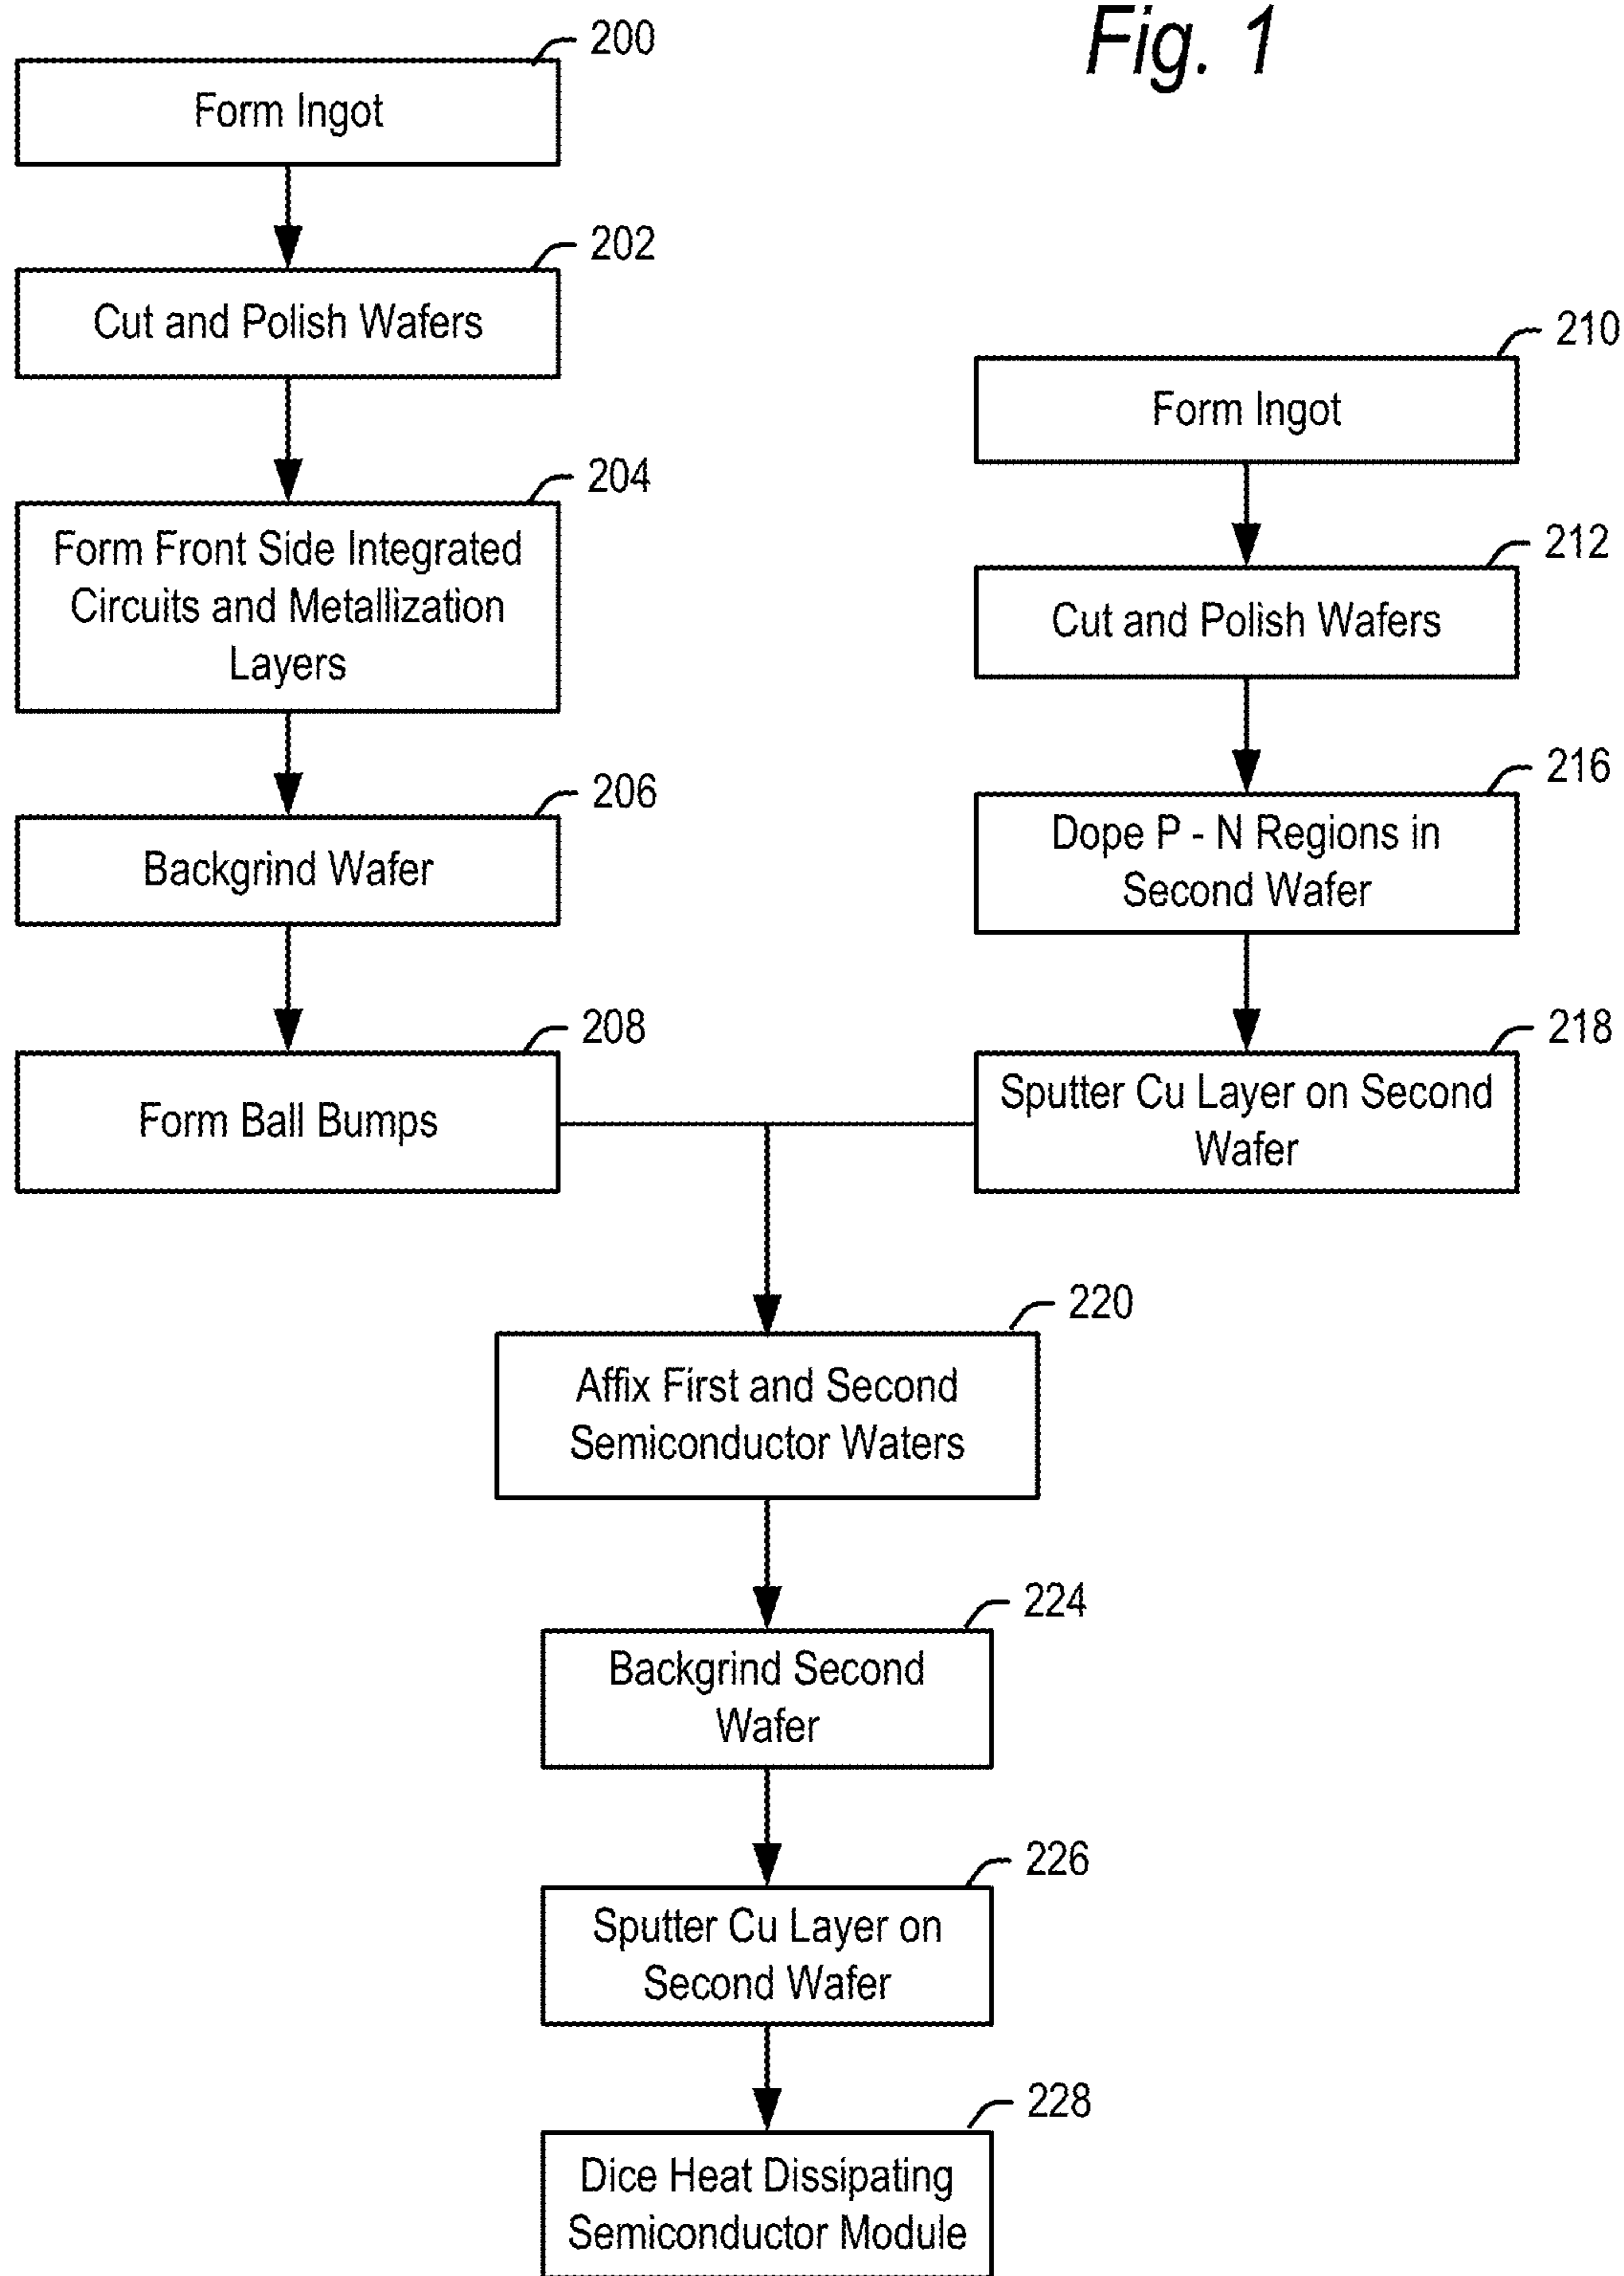 Fig. 1
200
Form Ingot
202
Cut and Polish Wafers
204
Form Front Side Integrated
Circuits and Metallization
Layers
206
Backgrind Wafer
208
Form Ball Bumps
210
Form Ingot
212
Cut and Polish Wafers
216
Dope P - N Regions in
Second Wafer
218
Sputter Cu Layer on Second
Wafer
220
Affix First and Second
Semiconductor Waters
224
Backgrind Second
Wafer
226
Sputter Cu Layer on
Second Wafer
228
Dice Heat Dissipating
Semiconductor Module